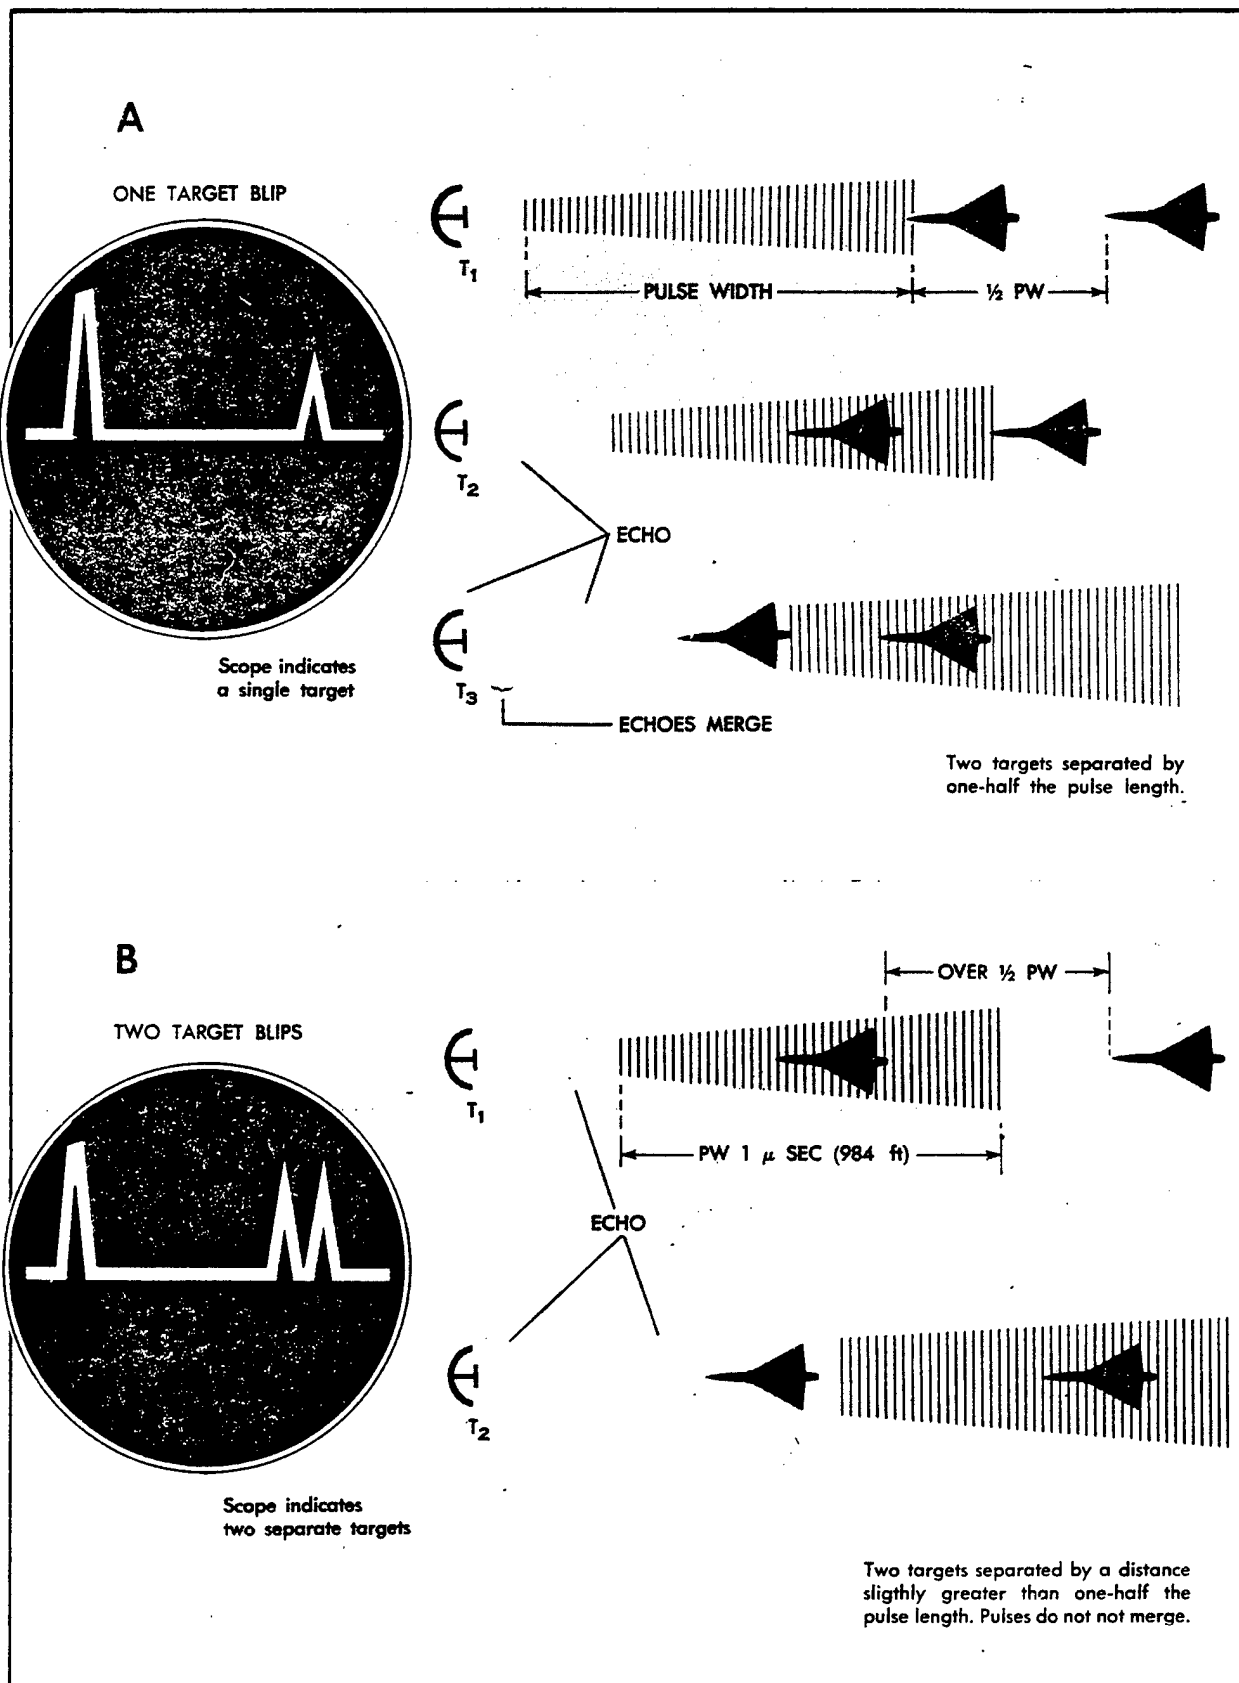 A
ONE TARGET BLIP
T1
PULSE WIDTH
½ PW
T2
ECHO
Scope indicates
a single target
T3
ECHOES MERGE
Two targets separated by
one-half the pulse length.
B
OVER ½ PW
TWO TARGET BLIPS
T1
PW 1 μ SEC (984 ft)
ECHO
T2
Scope indicates
two separate targets
Two targets separated by a distance
sligthly greater than one-half the
pulse length. Pulses do not not merge.